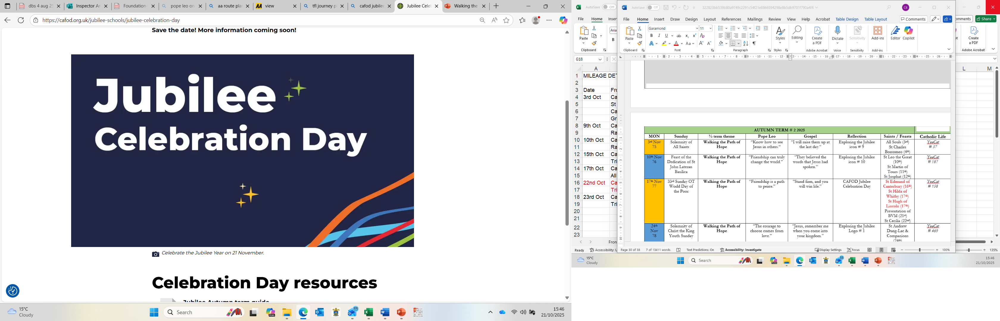 dbs 4 aug 25
Inspector An
Foundation-
pope leo on
aa route pla
view
tfl journey p
cafod jubilee
Jubilee Cele
Walking the
https://cafod.org.uk/jubilee-schools/jubilee-celebration-day
Save the date! More information coming soon!
Jubilee
Celebration Day
Celebrate the Jubilee Year on 21 November.
Celebration Day resources
Jubilee Autumn term guide
15°C
Cloudy
Search
15:46
21/10/2025
AutoSave Off
File Home Inser
Paste
Clipboard
Aria
B
G18
A
1 MILEAGE DET
2
3 Date Fro
4 3rd Oct Ca
5 St
6 Ca
7 Gr
8 9th Oct Ca
9 Ra
10 10th Oct Ca
11 Ra
12 15th Oct Ca
13 Tri
14 17th Oct Ca
15 All
16 22nd Oct Ca
17 Tri
18 23rd Oct Ca
19 Tri
20
21
22
23
Fron
Ready Accessibility: U
AutoSave Off
322823bb539b80a9749c2291c54f21e8866594298e8b5db9701f790a4f4
CB
File Home Insert Draw Design Layout References Mailings Review View Help Acrobat Table Design Table Layout
Comments
Paste
Clipboard
Garamond 11
Font
Paragraph
Styles
Styles
Editing
Create a PDF
Adobe Acrobat
Dictate
Voice
Sensitivity
Sensitivity
Add-ins
Add-ins
Editor
Copilot
AUTUMN TERM # 2 2025
MON Sunday ½ term theme Pope Leo Gospel Reflection Saints / Feasts Catholic Life
3rd Nov
75
Solemnity of
All Saints
Walking the Path of
Hope
“Know how to see
Jesus in others.”
“I will raise them up at
the last day.”
Exploring the Jubilee
icon # 9
All Souls (3rd)
St Charles
Borromeo (4th)
YouCat
# 57
10th Nov
76
Feast of the
Dedication of St
John Lateran
Basilica
Walking the Path of
Hope
“Friendship can truly
change the world.”
“They believed the
words that Jesus had
spoken.”
Exploring the Jubilee
icon # 10
St Leo the Great
(10th)
St Martin of
Tours (11th)
St Josphat (12th)
YouCat
# 187
17th Nov
77
33rd Sunday OT
World Day of
the Poor
Walking the Path of
Hope
“Friendship is a path
to peace.”
“Stand firm, and you
will win life.”
CAFOD Jubilee
Celebration Day
St Edmund of
Canterbury (16th)
St Hilda of
Whitby (17th)
St Hugh of
Lincoln (17th)
Presentation of
BVM (21st)
St Cecilia (22nd)
YouCat
# 158
24th
Nov
78
Solemnity of
Christ the King
Youth Sunday
Walking the Path of
Hope
“The courage to
choose comes from
love.”
“Jesus, remember me
when you come into
your kingdom.”
Exploring the Jubilee
Logo # 1
St Andrew
Dung-Lac &
Companions
(24th)
YouCat
# 469
Page 30 of 38 7 of 13411 words Text Predictions: On Accessibility: Investigate Display Settings Focus 100%
omments
Share
Create
a PDF
Adobe Acrobat
L M
135%
15°C
Cloudy
Search
15:46
21/10/2025